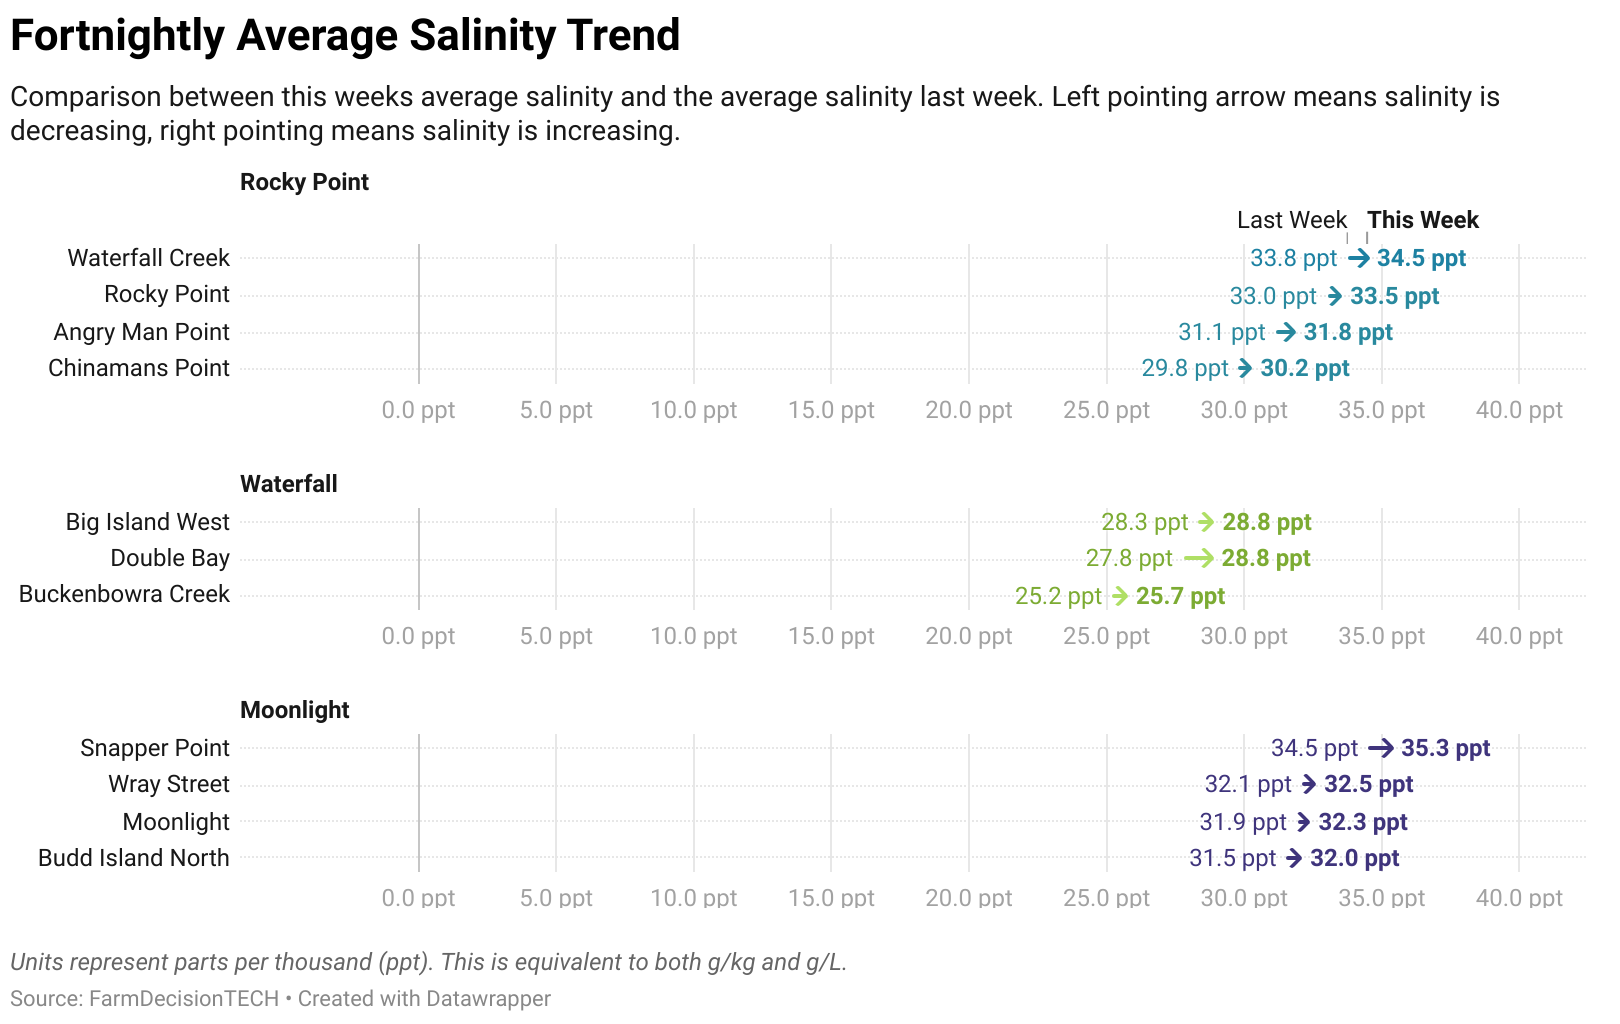 Fortnightly Average Salinity Trend
Comparison between this weeks average salinity and the average salinity last week. Left pointing arrow means salinity is
decreasing, right pointing means salinity is increasing.
Rocky Point
Last Week This Week
Waterfall Creek 33.8 ppt 34.5 ppt
Rocky Point 33.0 ppt 33.5 ppt
Angry Man Point 31.1 ppt 31.8 ppt
Chinamans Point 29.8 ppt 30.2 ppt
0.0 ppt 5.0 ppt 10.0 ppt 15.0 ppt 20.0 ppt 25.0 ppt 30.0 ppt 35.0 ppt 40.0 ppt
Waterfall
Big Island West 28.3 ppt 28.8 ppt
Double Bay 27.8 ppt 28.8 ppt
Buckenbowra Creek 25.2 ppt 25.7 ppt
0.0 ppt 5.0 ppt 10.0 ppt 15.0 ppt 20.0 ppt 25.0 ppt 30.0 ppt 35.0 ppt 40.0 ppt
Moonlight
Snapper Point 34.5 ppt 35.3 ppt
Wray Street 32.1 ppt 32.5 ppt
Moonlight 31.9 ppt 32.3 ppt
Budd Island North 31.5 ppt 32.0 ppt
0.0 ppt 5.0 ppt 10.0 ppt 15.0 ppt 20.0 ppt 25.0 ppt 30.0 ppt 35.0 ppt 40.0 ppt
Units represent parts per thousand (ppt). This is equivalent to both g/kg and g/L.
Source: FarmDecisionTECH • Created with Datawrapper